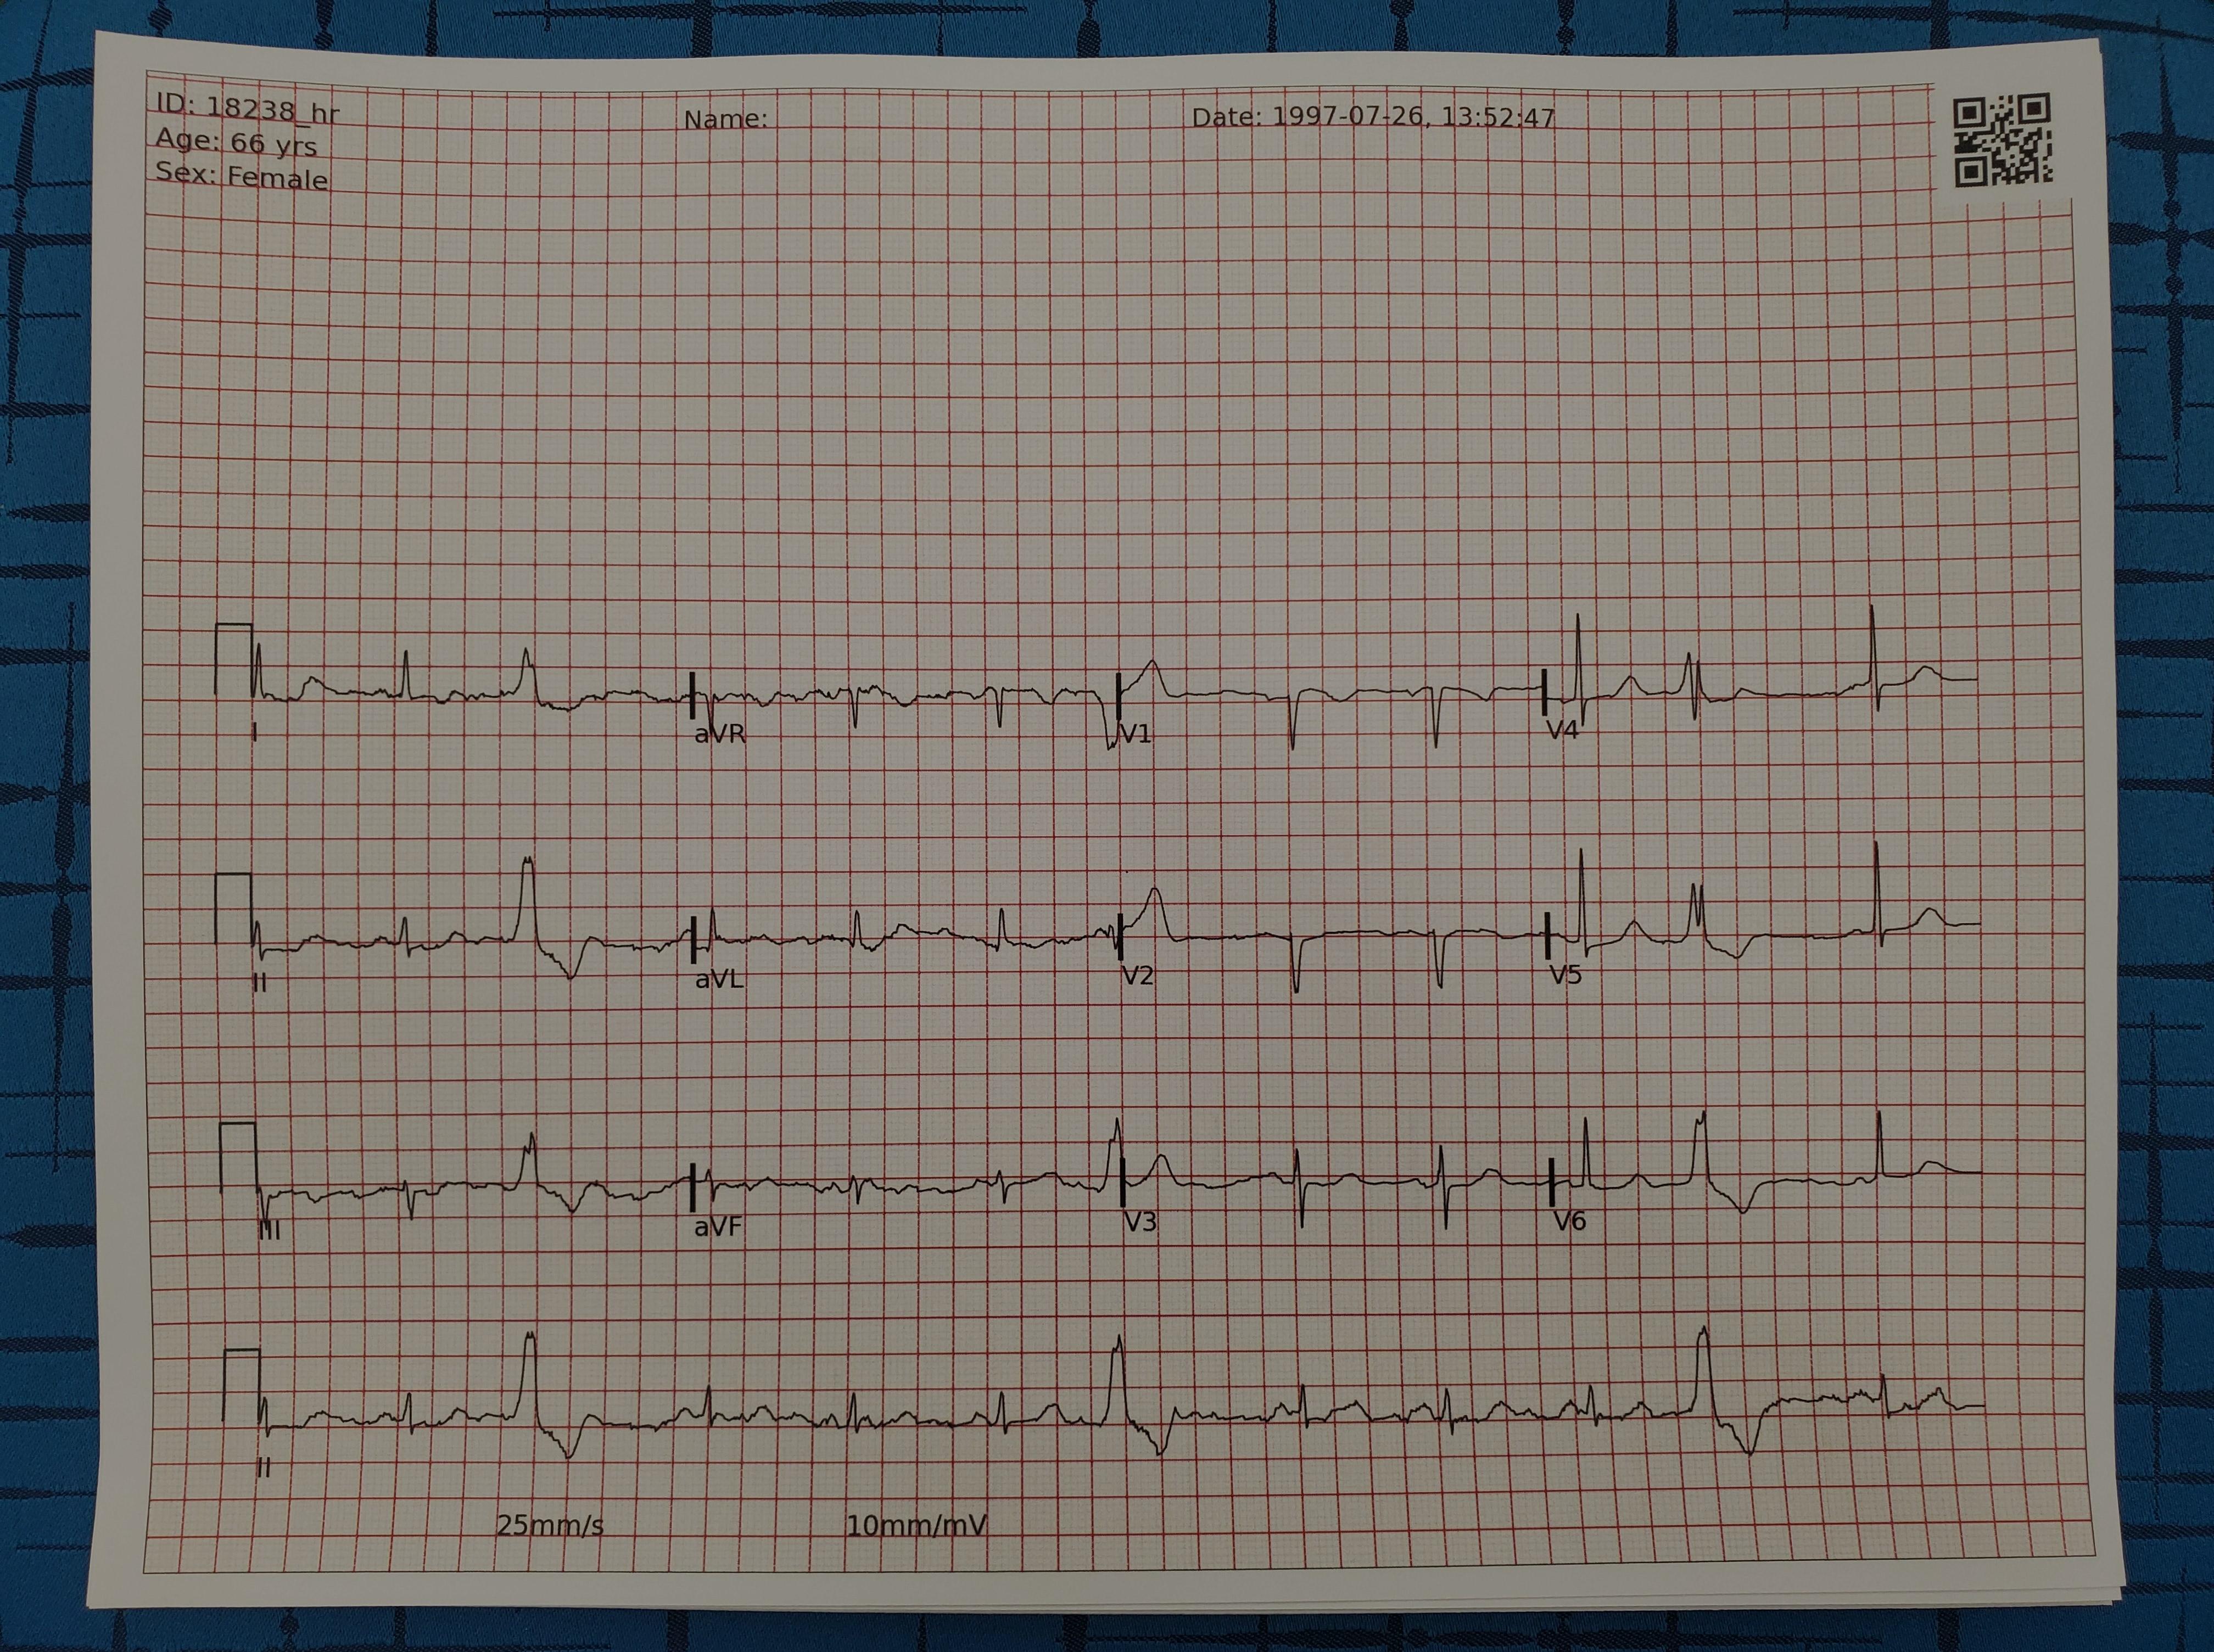 ID: 18238_hr
Name:
Date: 1997-07-26, 13:52:47
Age: 66 yrs
Sex: Female
I
aVR
V1
V4
II
aVL
V2
V5
III
aVF
V3
V6
II
25mm/s
10mm/mV